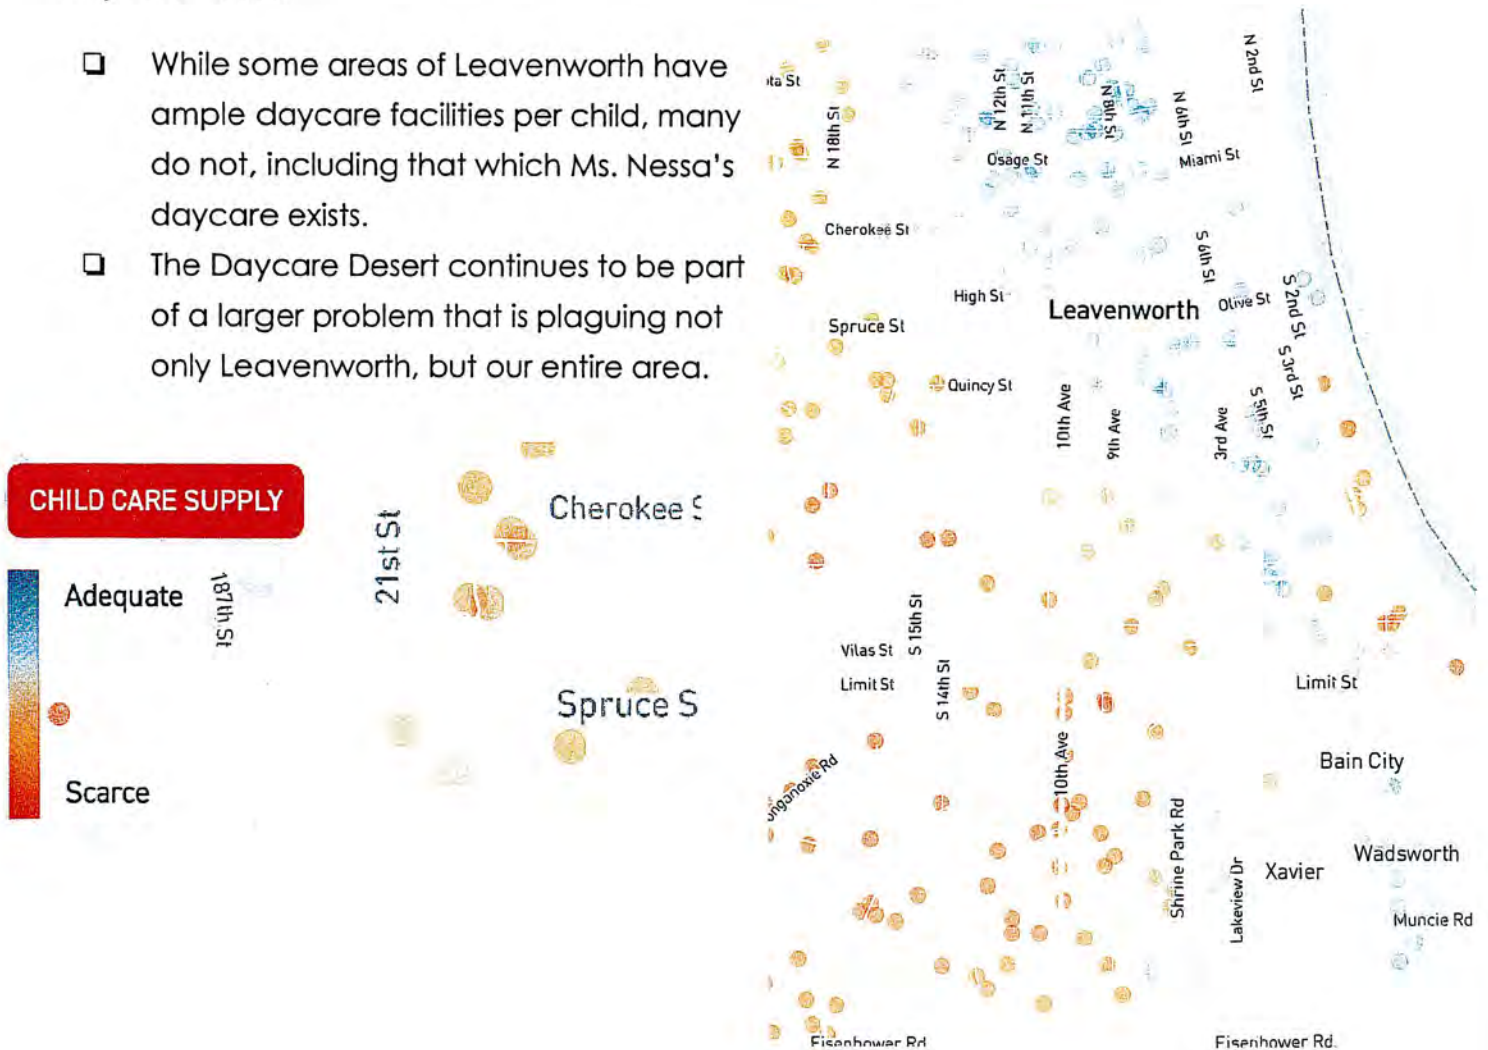 ❑ While some areas of Leavenworth have
ample daycare facilities per child, many
do not, including that which Ms. Nessa's
daycare exists.
❑ The Daycare Desert continues to be part
of a larger problem that is plaguing not
only Leavenworth, but our entire area.
CHILD CARE SUPPLY
Adequate
Scarce
187th St
21st St
Cherokee S
Spruce S
ta St
N 18th St
N 12th St
N 11th St
N 8th St
N 6th St
N 2nd St
Osage St
Miami St
Cherokee St
S 6th St
High St
Leavenworth
Olive St
S 2nd St
Spruce St
S 3rd St
Quincy St
10th Ave
9th Ave
3rd Ave
S 5th St
S 15th St
Vilas St
Limit St
S 14th St
Limit St
10th Ave
Bain City
onganoxie Rd
Shrine Park Rd
Wadsworth
Xavier
Lakeview Dr
Muncie Rd
Eisenhower Rd
Eisenhower Rd